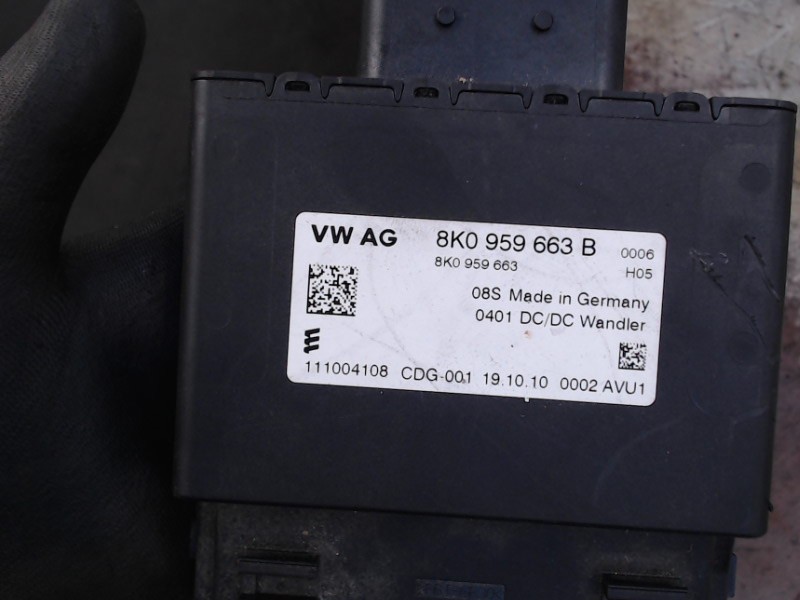 VW AG 8K0 959 663 B 0006
8K0 959 663 H05
08S Made in Germany
0401 DC/DC Wandler
111004108 CDG-001 19.10.10 0002 AVU1